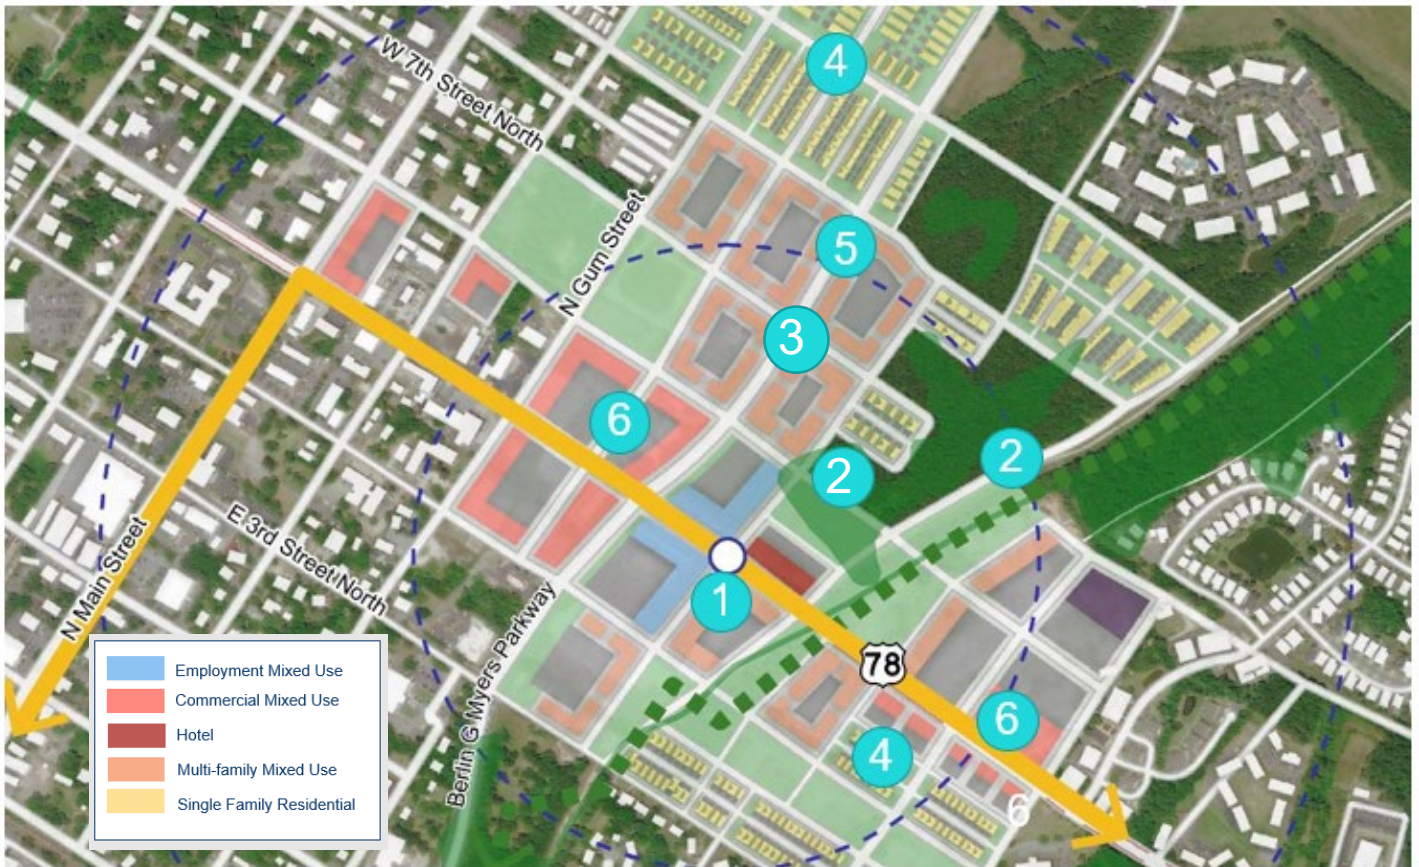 4
W 7th Street North
5
N Gum Street
3
6
2
2
1
E 3rd Street North
N Main Street
Berlin G Myers Parkway
78
6
4
6
Employment Mixed Use
Commercial Mixed Use
Hotel
Multi-family Mixed Use
Single Family Residential